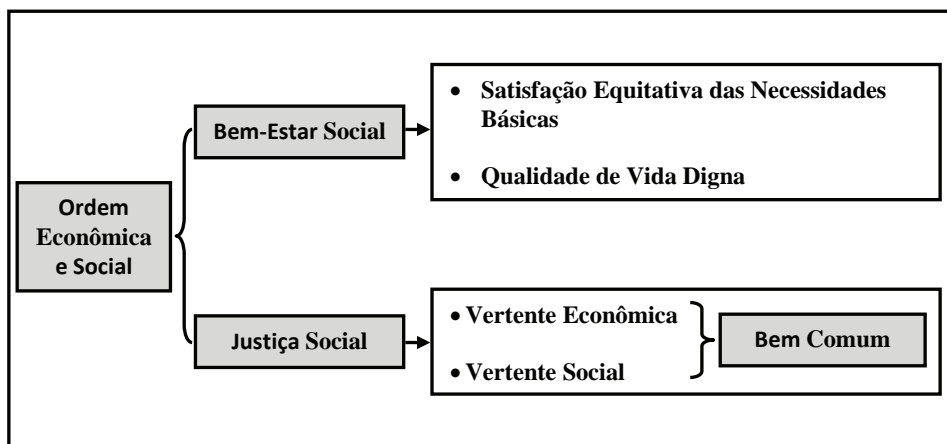 Ordem
Econômica
e Social
Bem-Estar Social
• Satisfação Equitativa das Necessidades
Básicas
• Qualidade de Vida Digna
Justiça Social
• Vertente Econômica
• Vertente Social
Bem Comum